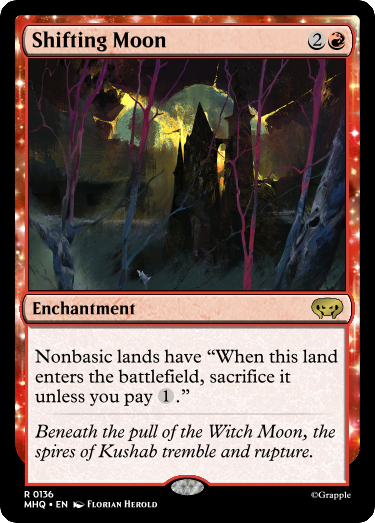 Shifting Moon 2
Enchantment
Nonbasic lands have “When this land
enters the battlefield, sacrifice it
unless you pay 1.”
Beneath the pull of the Witch Moon, the
spires of Kushab tremble and rupture.
R 0136
MHQ • EN Florian Herold
©Grapple